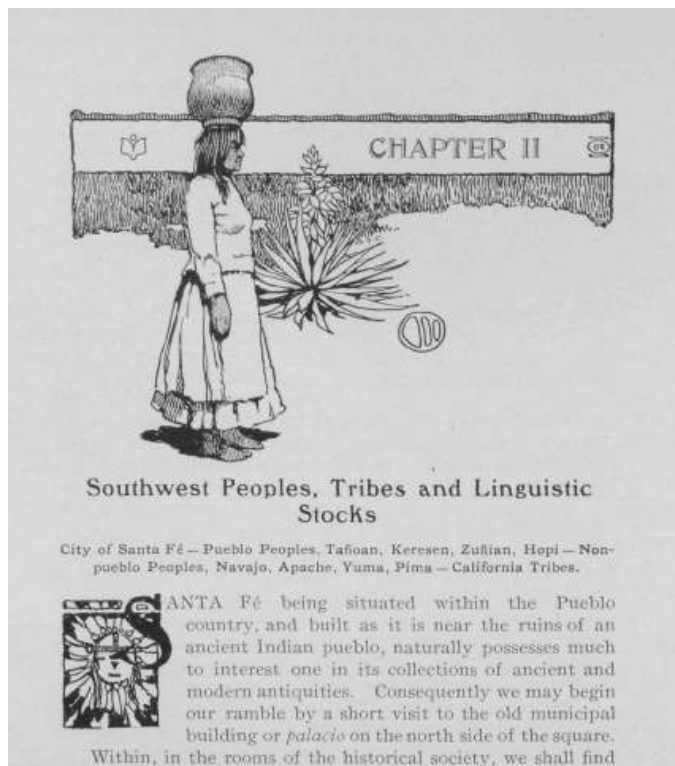 CHAPTER II
Southwest Peoples, Tribes and Linguistic
Stocks
City of Santa Fé — Pueblo Peoples, Tañoan, Keresen, Zuñian, Hopi — Non-
pueblo Peoples, Navajo, Apache, Yuma, Pima — California Tribes.
SANTA Fé being situated within the Pueblo
country, and built as it is near the ruins of an
ancient Indian pueblo, naturally possesses much
to interest one in its collections of ancient and
modern antiquities. Consequently we may begin
our ramble by a short visit to the old municipal
building or palacio on the north side of the square.
Within, in the rooms of the historical society, we shall find